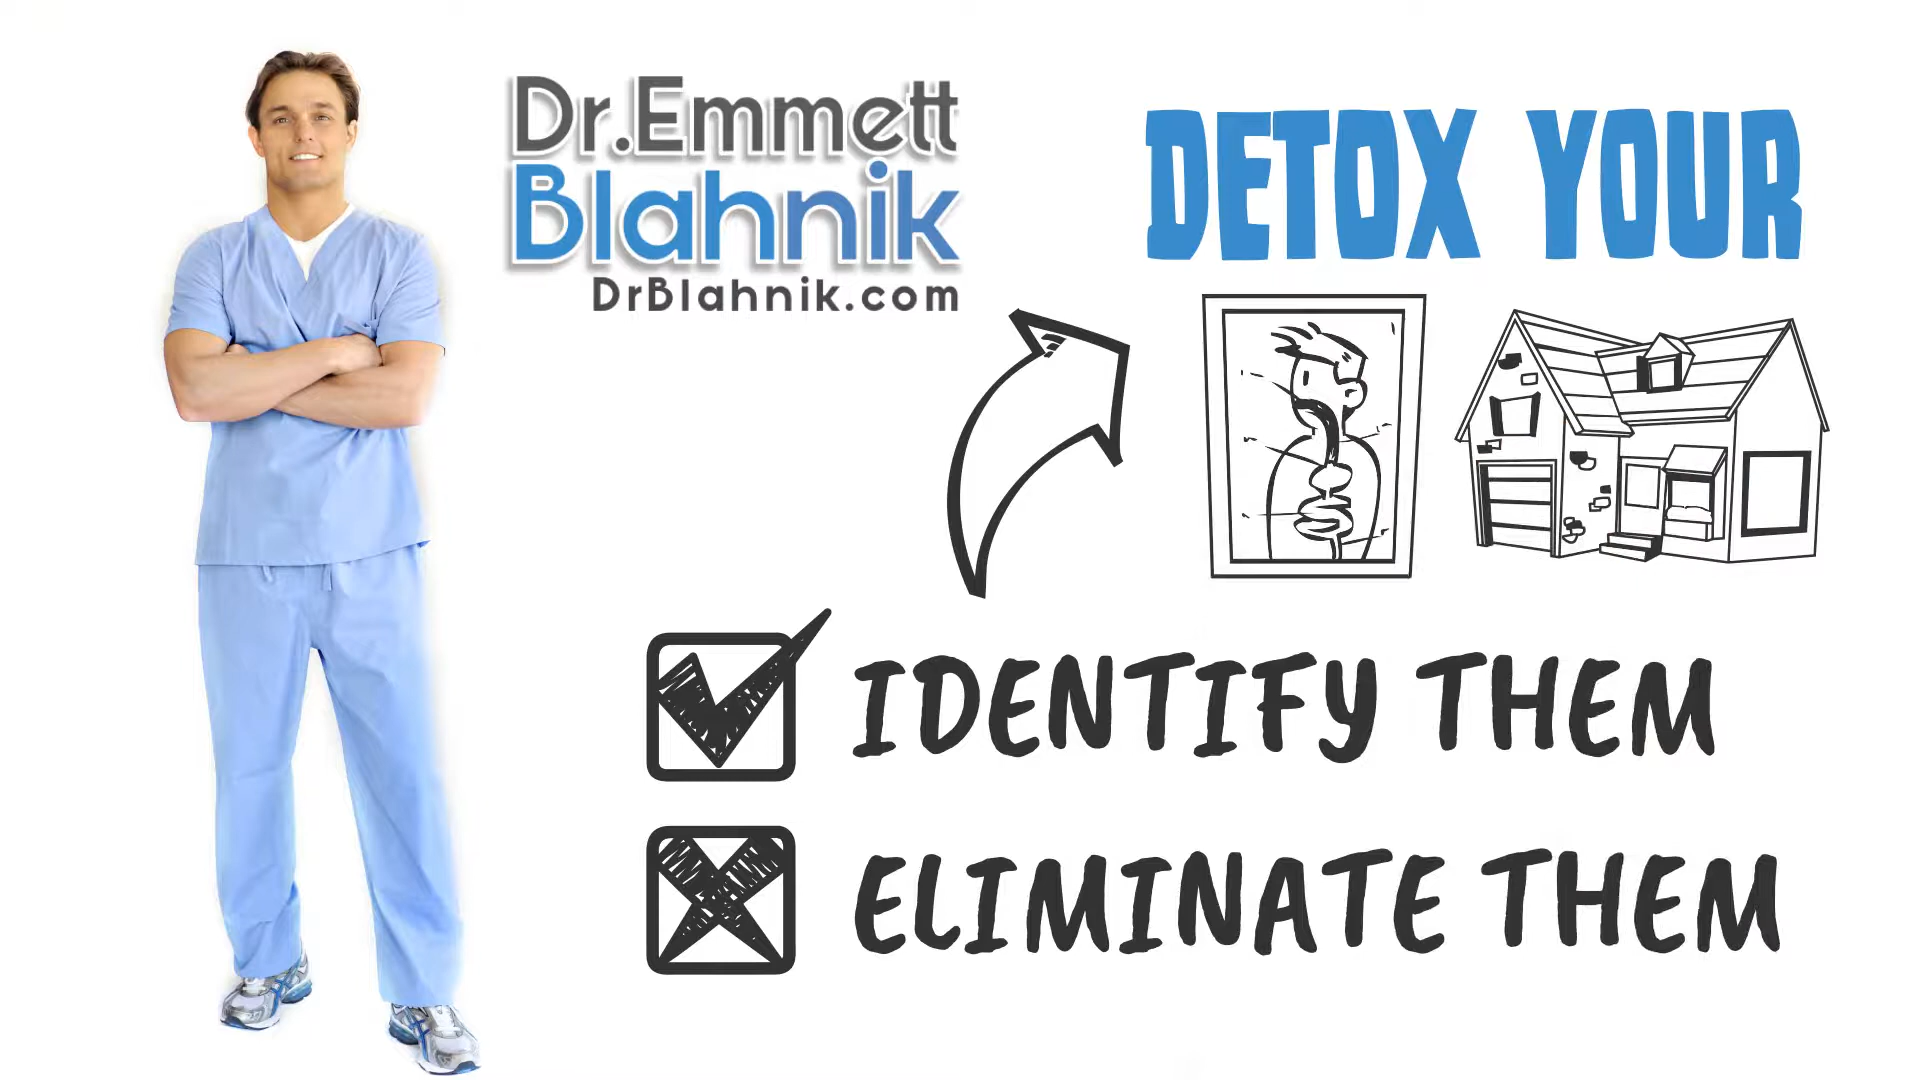 Dr.Emmett
Blahnik
DrBlahnik.com
DETOX YOUR
IDENTIFY THEM
ELIMINATE THEM